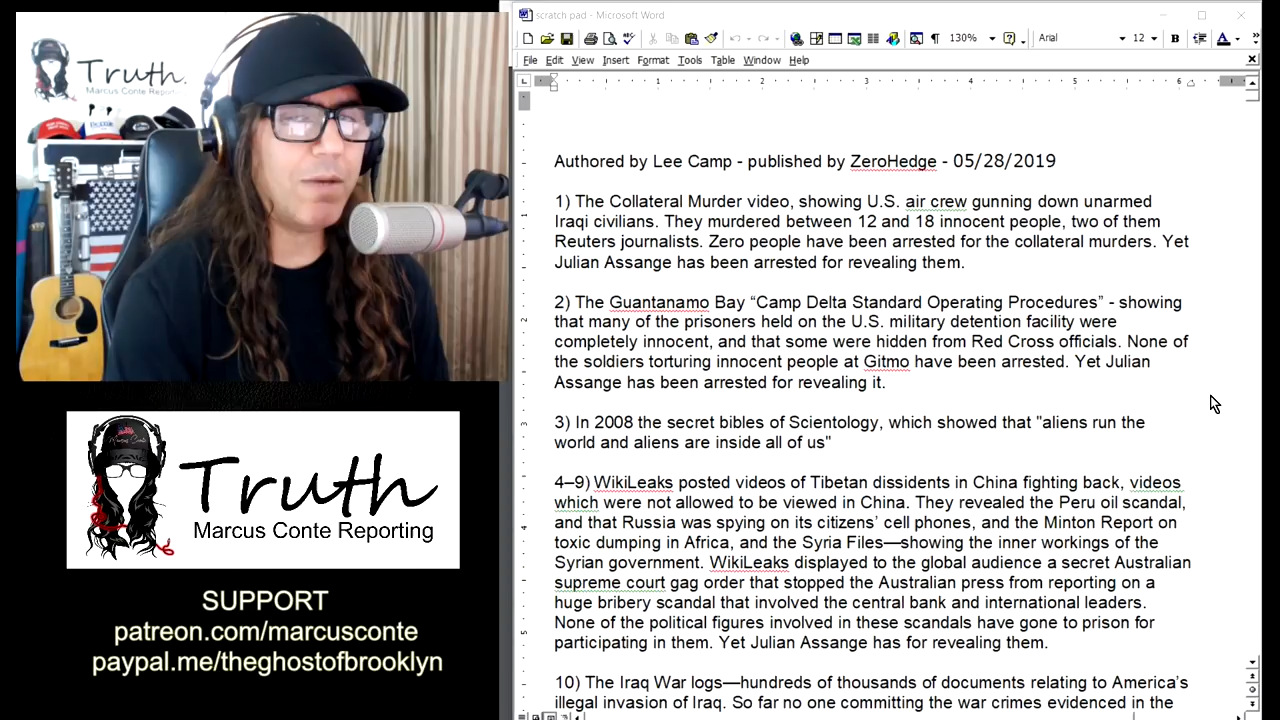 Truth.
Marcus Conte Reporting
scratch pad - Microsoft Word
130%
Arial
12
B
A
File Edit View Insert Format Tools Table Window Help
1 2 3 4 5 6
Authored by Lee Camp - published by ZeroHedge - 05/28/2019
1) The Collateral Murder video, showing U.S. air crew gunning down unarmed
Iraqi civilians. They murdered between 12 and 18 innocent people, two of them
Reuters journalists. Zero people have been arrested for the collateral murders. Yet
Julian Assange has been arrested for revealing them.
2) The Guantanamo Bay “Camp Delta Standard Operating Procedures” - showing
that many of the prisoners held on the U.S. military detention facility were
completely innocent, and that some were hidden from Red Cross officials. None of
the soldiers torturing innocent people at Gitmo have been arrested. Yet Julian
Assange has been arrested for revealing it.
3) In 2008 the secret bibles of Scientology, which showed that "aliens run the
world and aliens are inside all of us"
4–9) WikiLeaks posted videos of Tibetan dissidents in China fighting back, videos
which were not allowed to be viewed in China. They revealed the Peru oil scandal,
and that Russia was spying on its citizens’ cell phones, and the Minton Report on
toxic dumping in Africa, and the Syria Files—showing the inner workings of the
Syrian government. WikiLeaks displayed to the global audience a secret Australian
supreme court gag order that stopped the Australian press from reporting on a
huge bribery scandal that involved the central bank and international leaders.
None of the political figures involved in these scandals have gone to prison for
participating in them. Yet Julian Assange has for revealing them.
10) The Iraq War logs—hundreds of thousands of documents relating to America’s
illegal invasion of Iraq. So far no one committing the war crimes evidenced in the
Truth
Marcus Conte Reporting
SUPPORT
patreon.com/marcusconte
paypal.me/theghostofbrooklyn